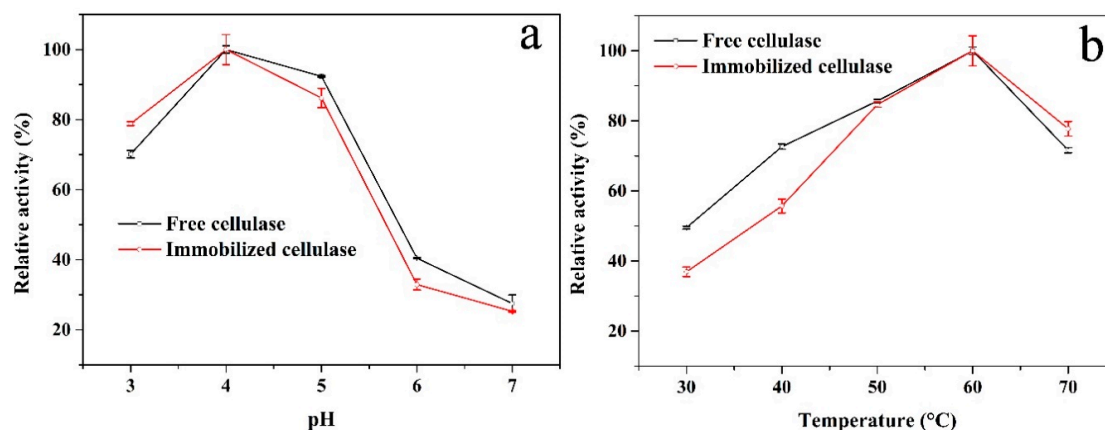 a
100
80
60
40
20
Relative activity (%)
Free cellulase
Immobilized cellulase
3 4 5 6 7
pH
b
100
80
60
40
20
Relative activity (%)
Free cellulase
Immobilized cellulase
30 40 50 60 70
Temperature (°C)